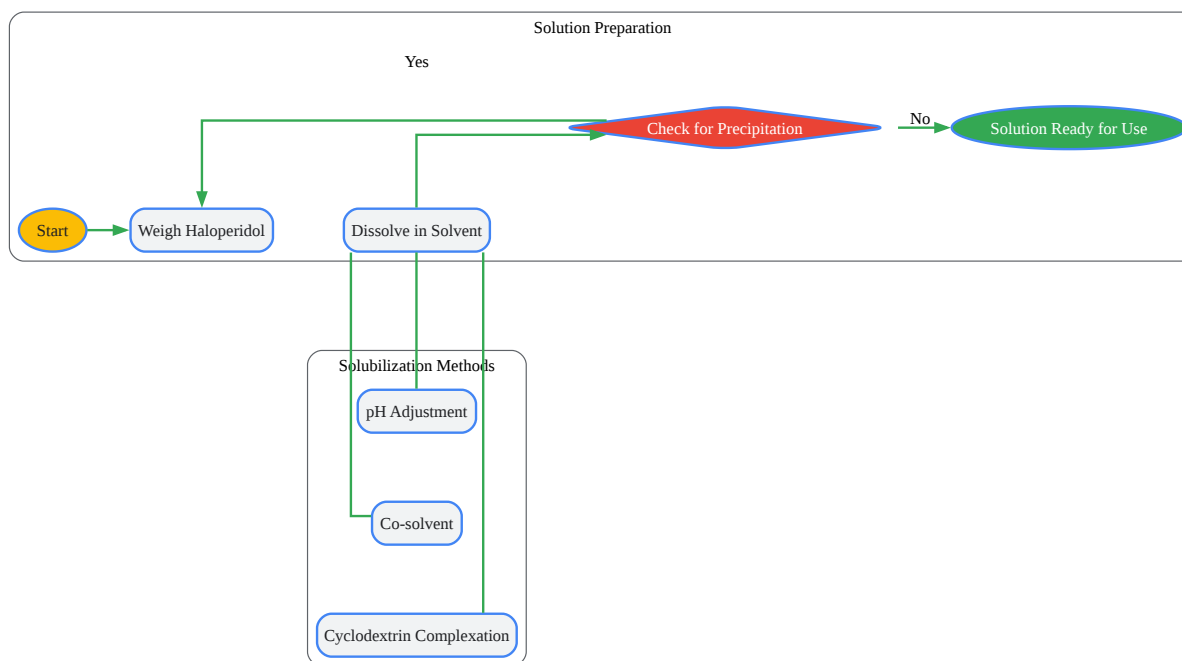 Solution Preparation
Yes
Check for Precipitation
No
Solution Ready for Use
Start
Weigh Haloperidol
Dissolve in Solvent
Solubilization Methods
pH Adjustment
Co-solvent
Cyclodextrin Complexation